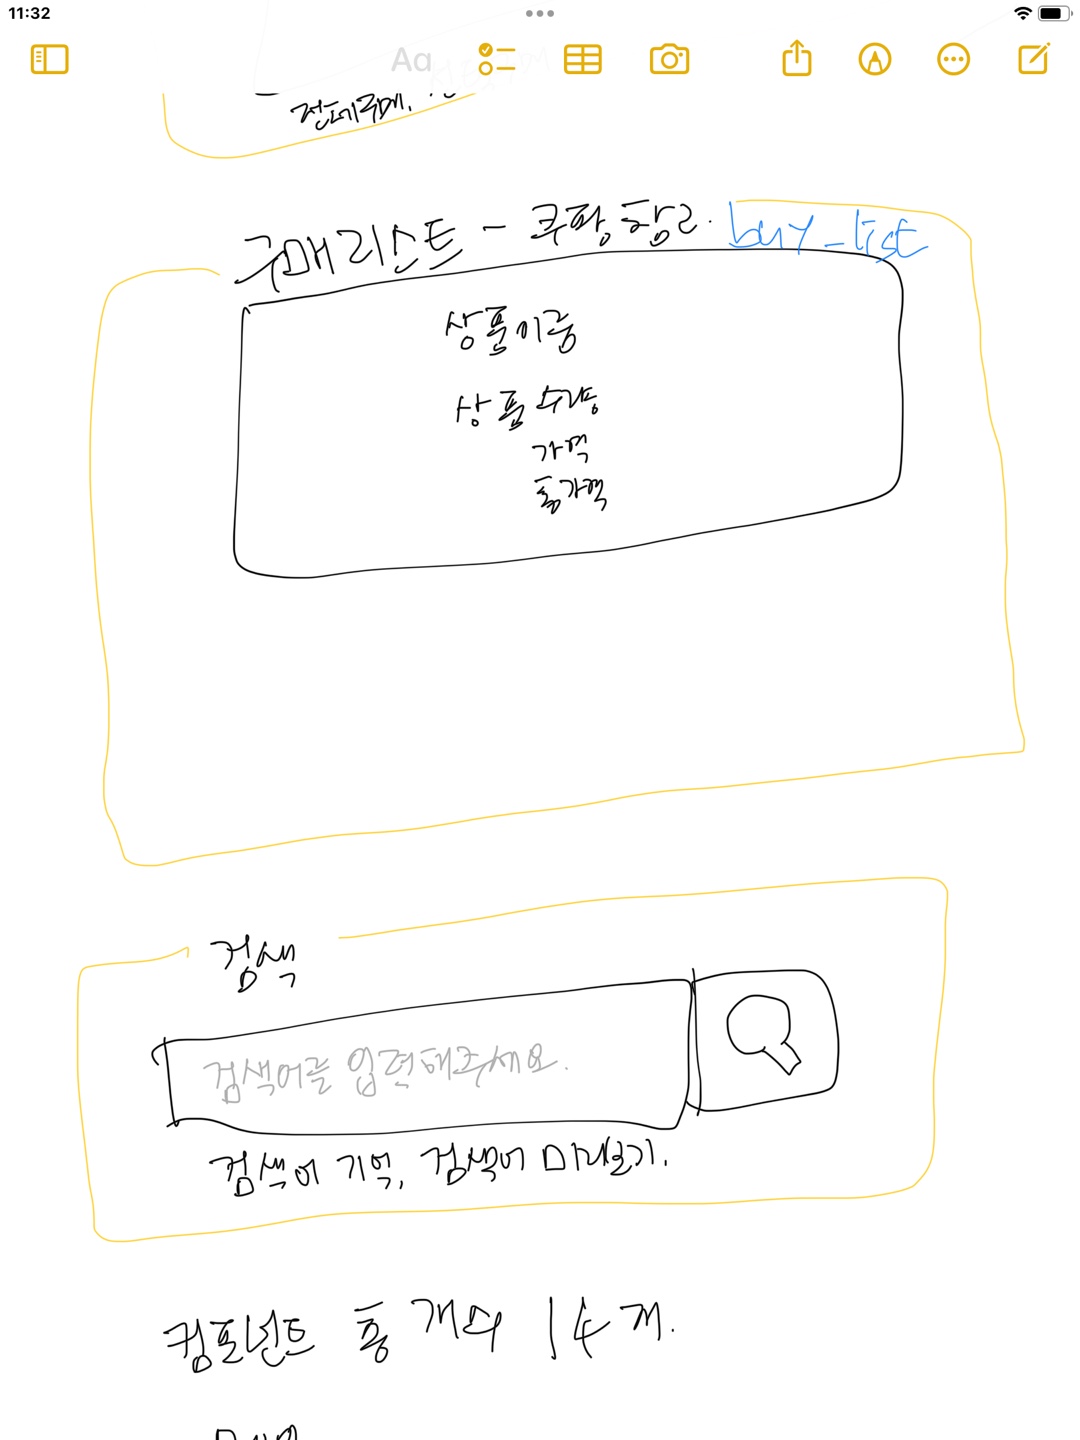 11:32
Aa
전체구매,
구매 리스트 - 쿠팡 참고. buy_list
상품이름
상품 수량
가격
총가격
검색
검색어를 입력해주세요.
검색어 기억, 검색어 미리보기.
컴포넌트 총 개수 14개.